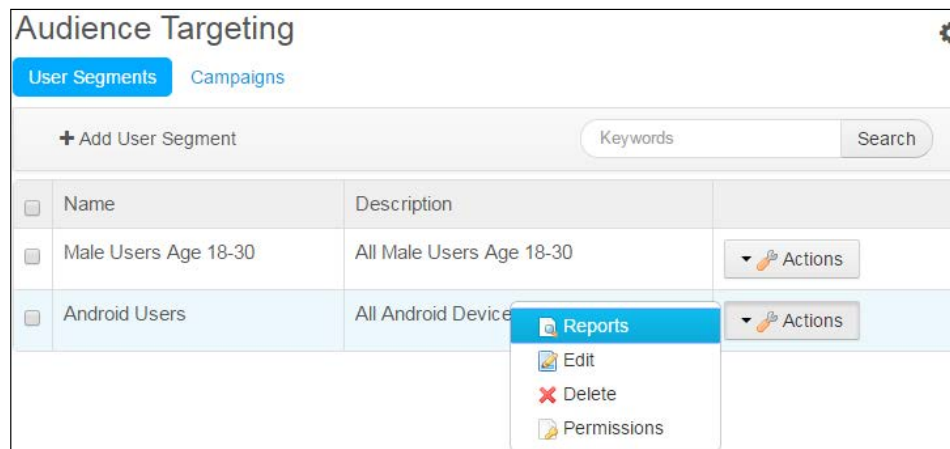 Audience Targeting
User Segments Campaigns
+ Add User Segment Keywords Search
Name Description
Male Users Age 18-30 All Male Users Age 18-30 Actions
Android Users All Android Device Actions
Reports
Edit
Delete
Permissions